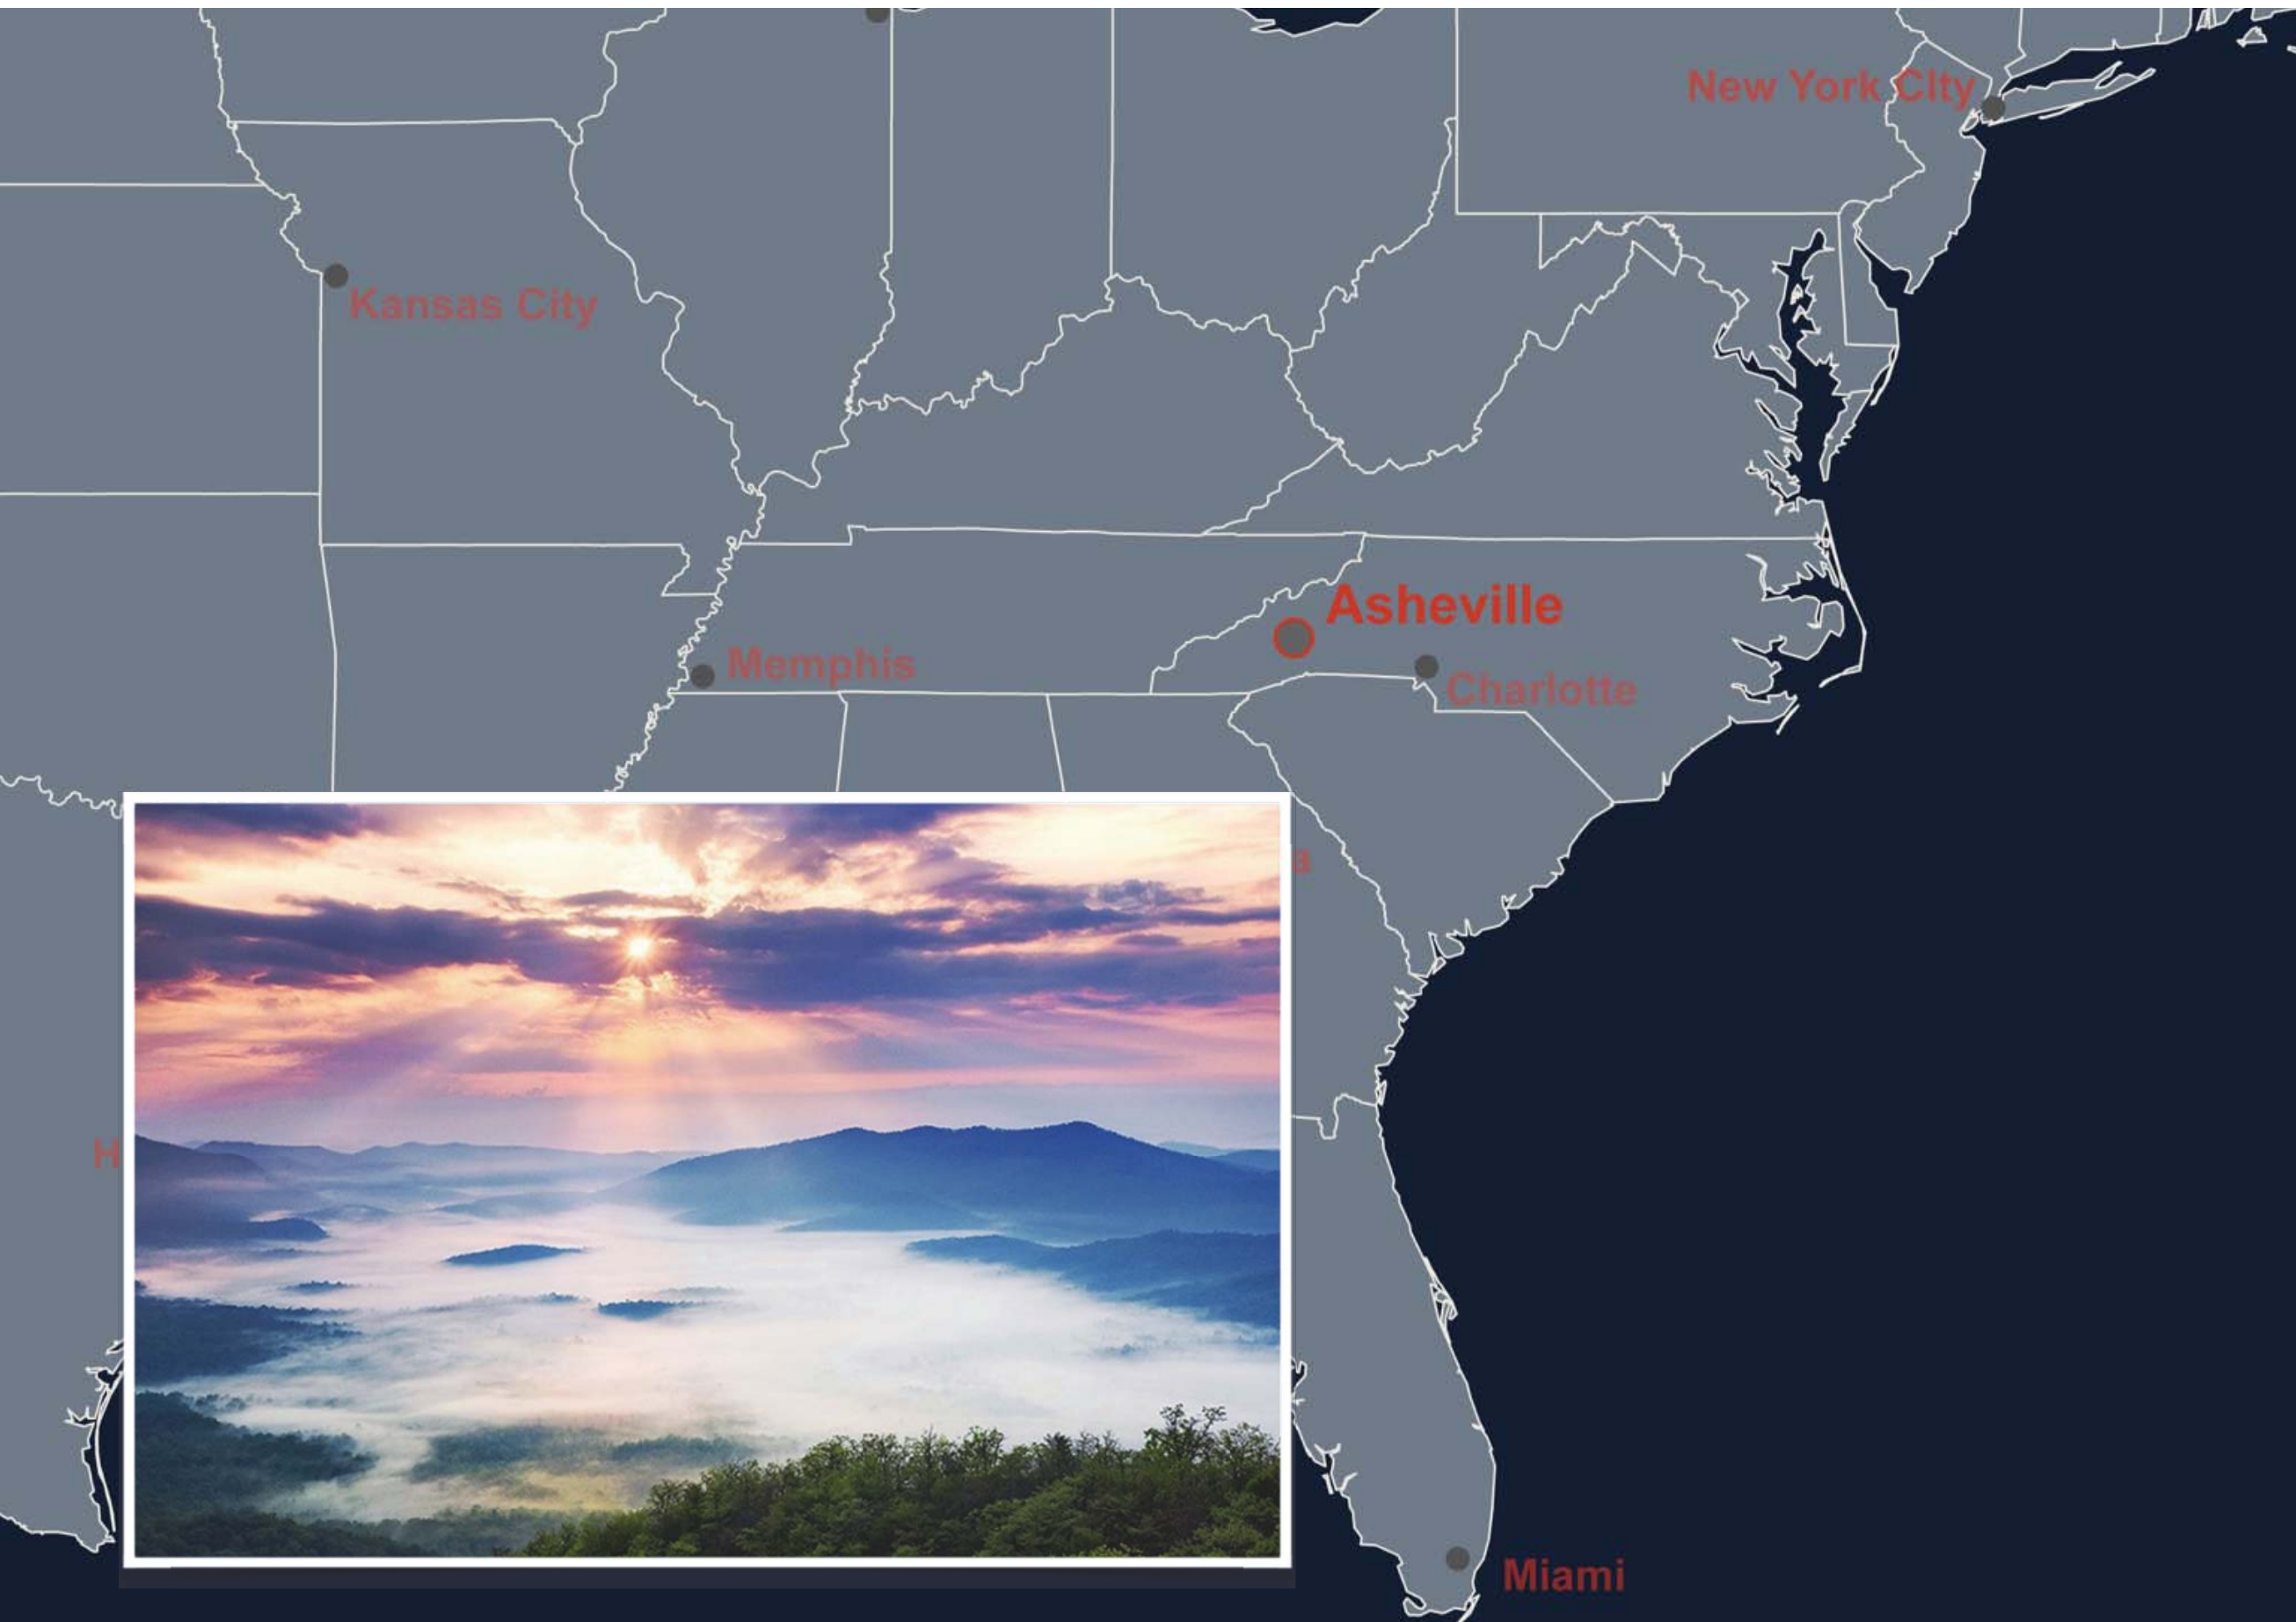 New York CIty
Kansas City
Asheville
Memphis
Charlotte
a
H
Miami